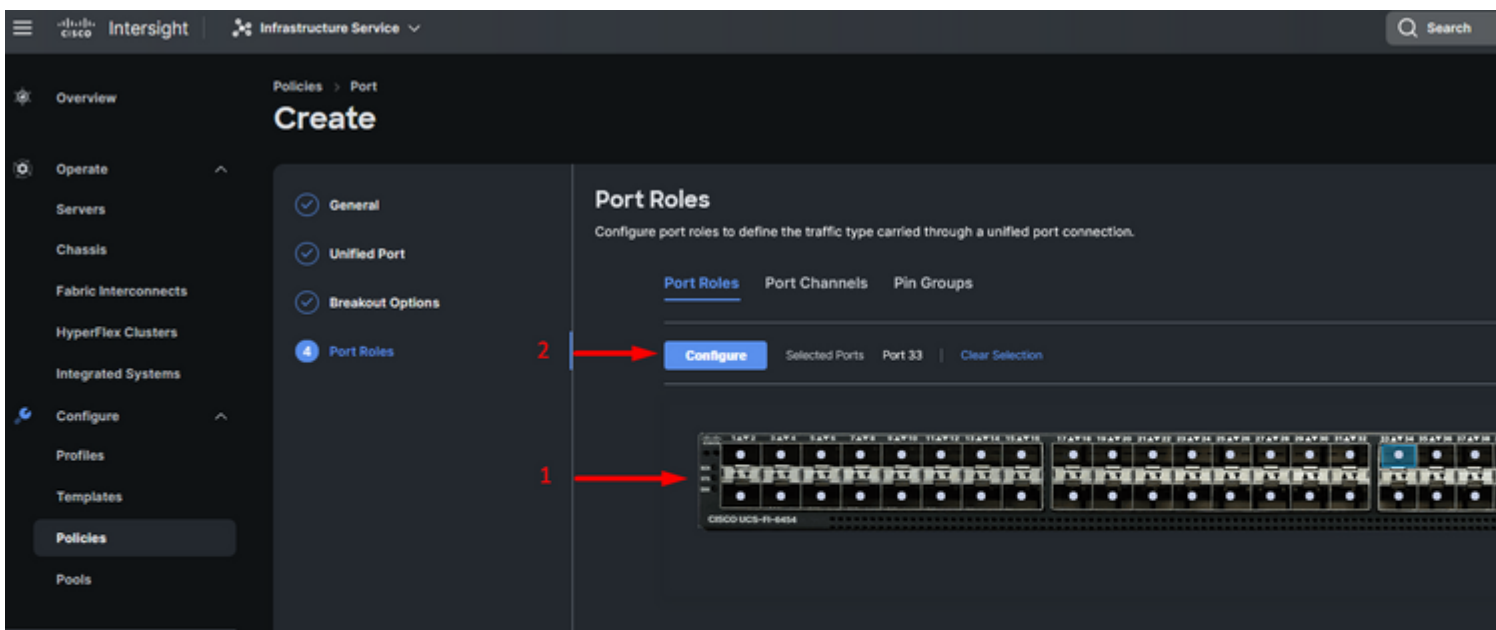 cisco Intersight Infrastructure Service Search
Policies > Port
Create
Overview
Operate
Servers
Chassis
Fabric Interconnects
HyperFlex Clusters
Integrated Systems
Configure
Profiles
Templates
Policies
Pools
General
Unified Port
Breakout Options
4 Port Roles
Port Roles
Configure port roles to define the traffic type carried through a unified port connection.
Port Roles Port Channels Pin Groups
2
Configure Selected Ports Port 33 | Clear Selection
1
CISCO UCS-FI-6454